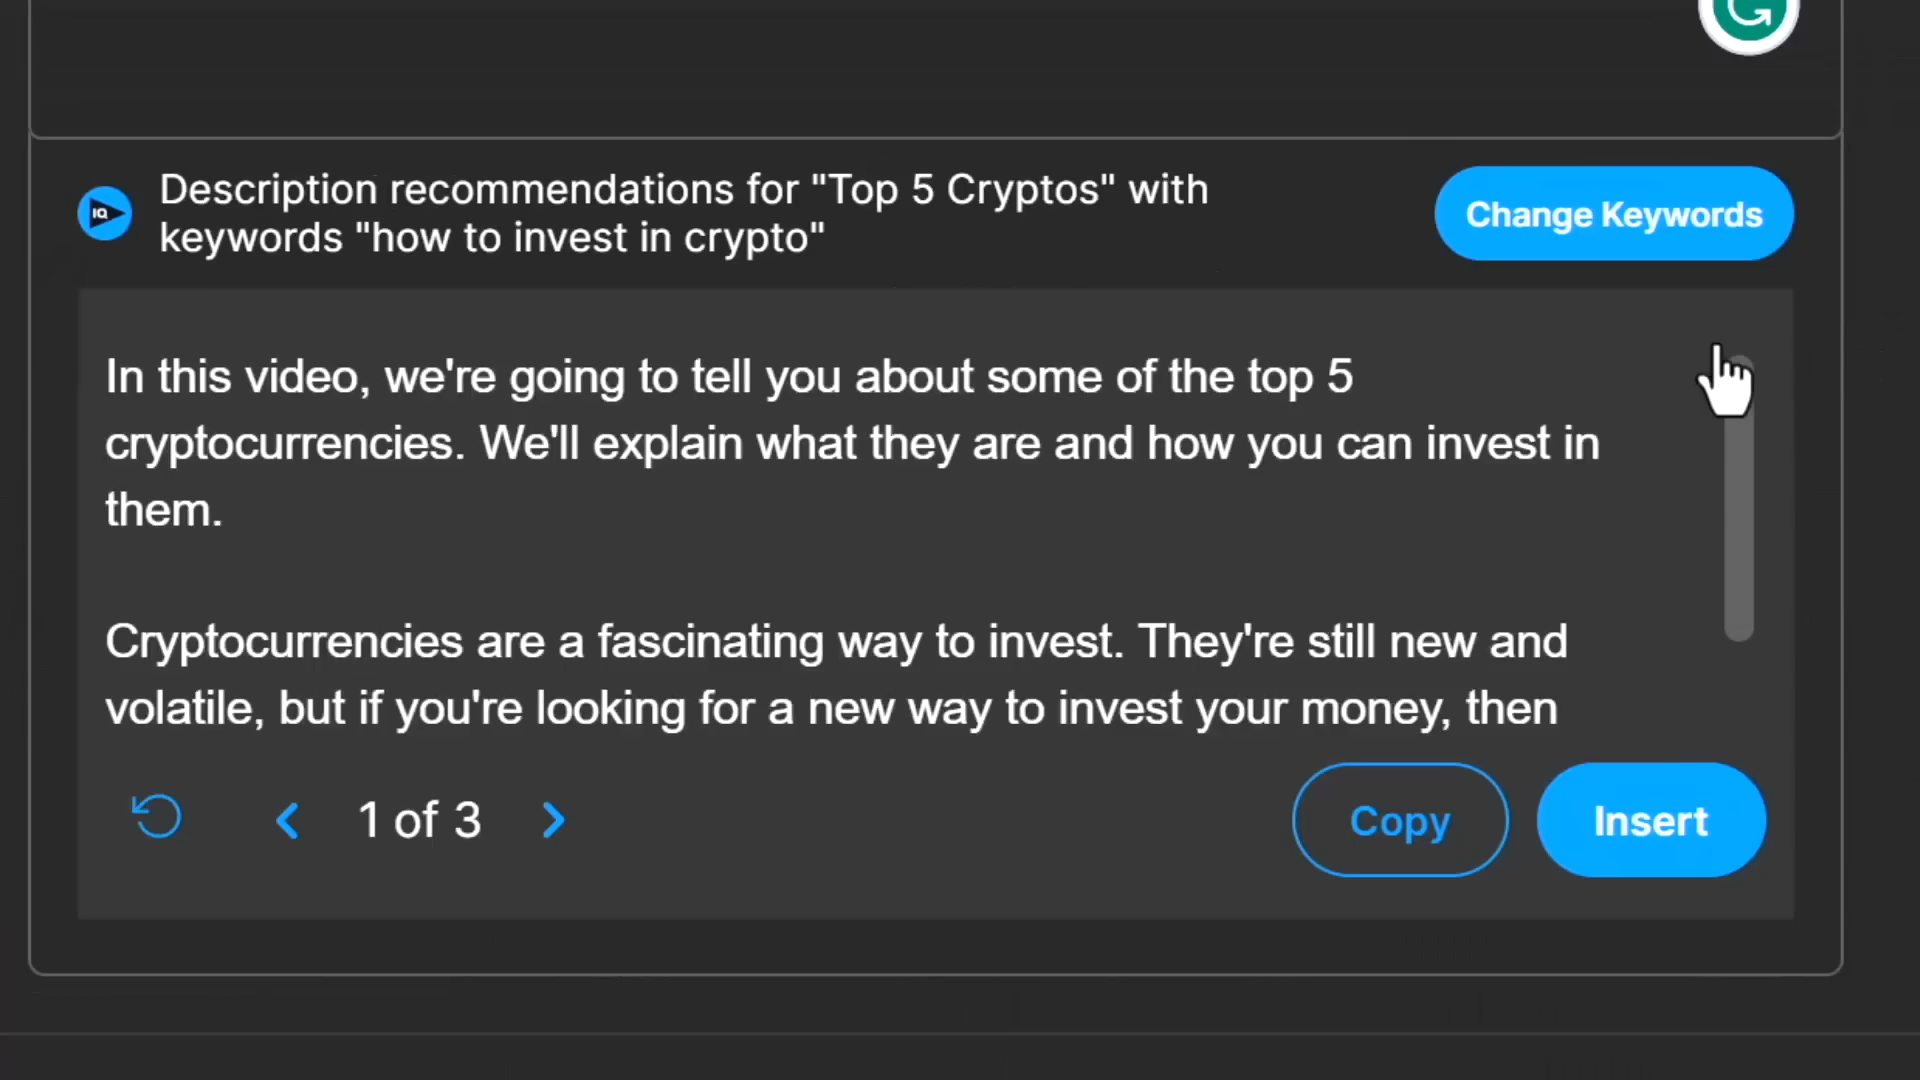 Description recommendations for "Top 5 Cryptos" with
keywords "how to invest in crypto"
Change Keywords
IQ
In this video, we're going to tell you about some of the top 5
cryptocurrencies. We'll explain what they are and how you can invest in
them.
Cryptocurrencies are a fascinating way to invest. They're still new and
volatile, but if you're looking for a new way to invest your money, then
1 of 3
Copy
Insert